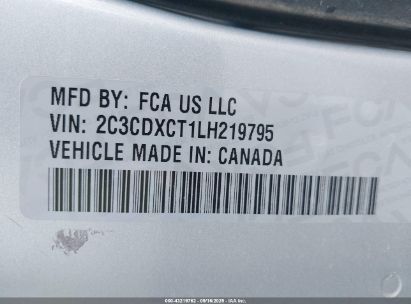 MFD BY: FCA US LLC
VIN: 2C3CDXCT1LH219795
VEHICLE MADE IN: CANADA